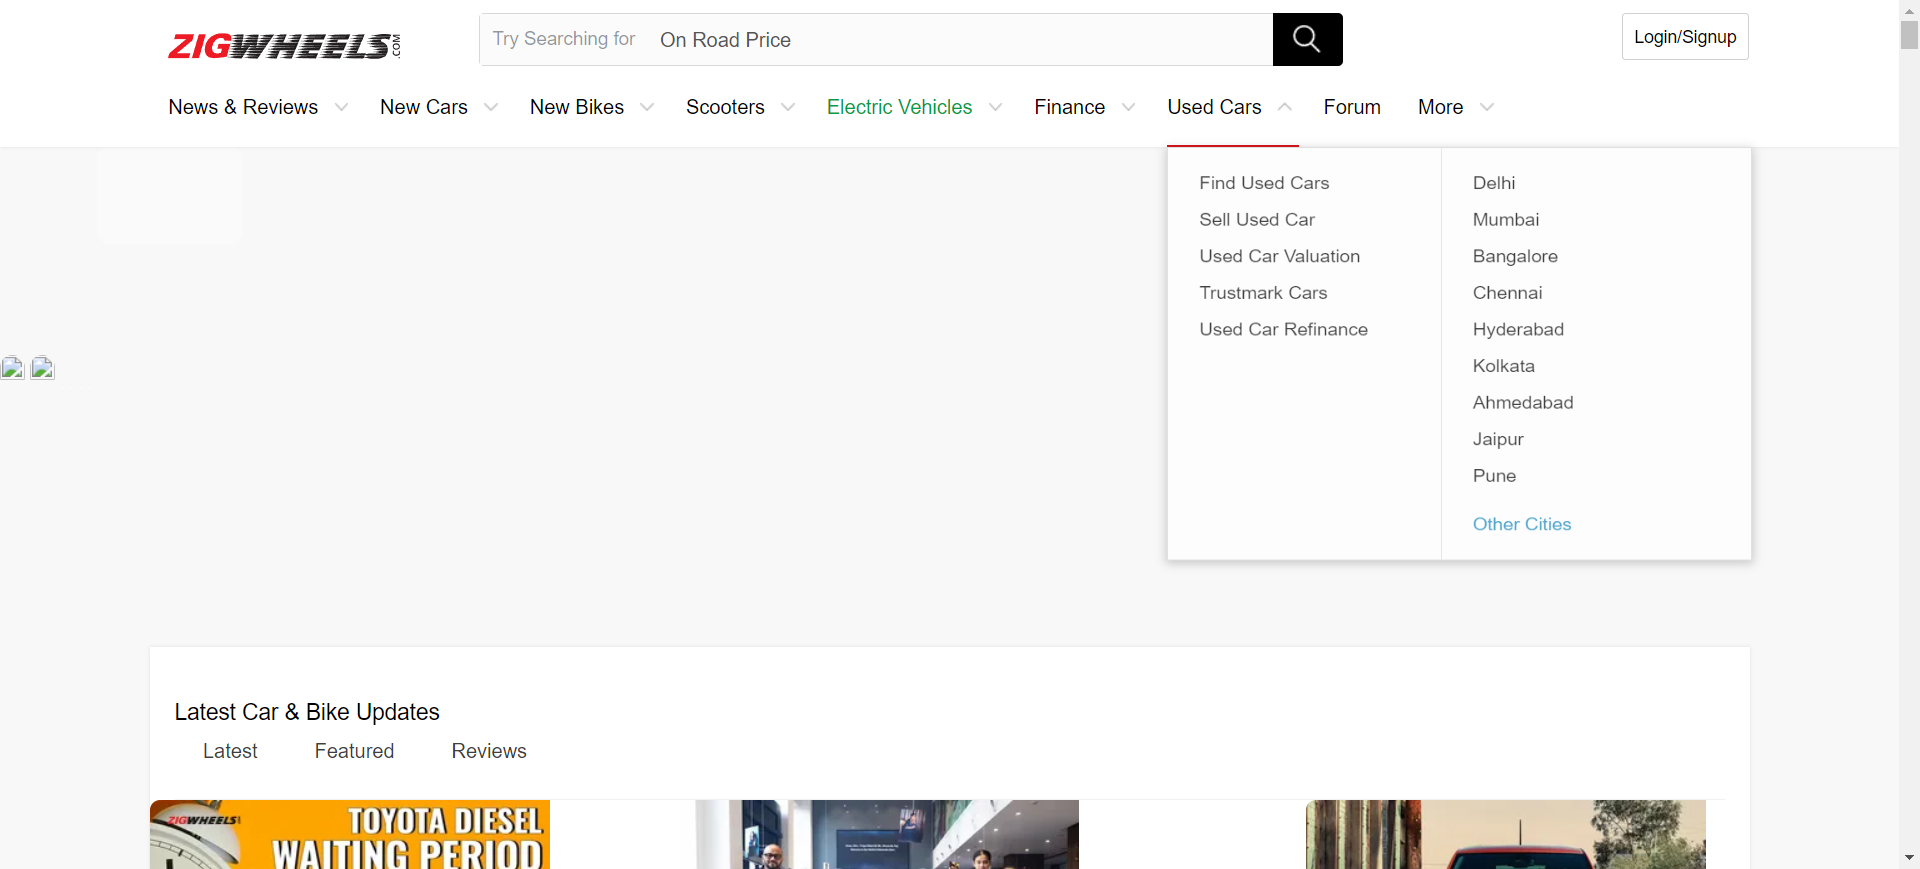 ZIGWHEELS.COM
Try Searching for On Road Price
Login/Signup
News & Reviews New Cars New Bikes Scooters Electric Vehicles Finance Used Cars Forum More
Find Used Cars
Sell Used Car
Used Car Valuation
Trustmark Cars
Used Car Refinance
Delhi
Mumbai
Bangalore
Chennai
Hyderabad
Kolkata
Ahmedabad
Jaipur
Pune
Other Cities
Latest Car & Bike Updates
Latest Featured Reviews
ZIGWHEELS
TOYOTA DIESEL
WAITING PERIOD